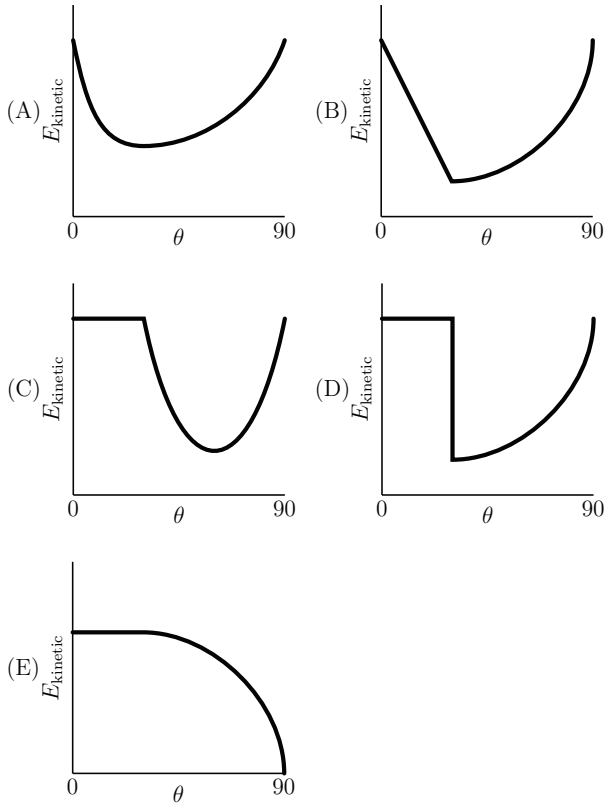 (A) E_kinetic
0 θ 90
(B) E_kinetic
0 θ 90
(C) E_kinetic
0 θ 90
(D) E_kinetic
0 θ 90
(E) E_kinetic
0 θ 90